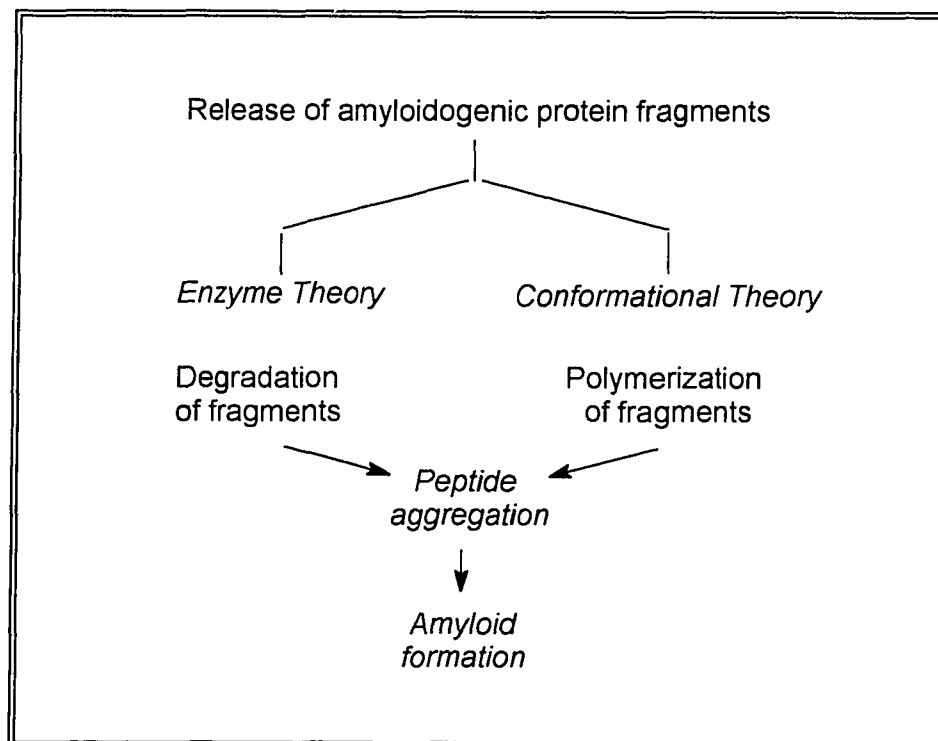 Release of amyloidogenic protein fragments
Enzyme Theory
Conformational Theory
Degradation
of fragments
Polymerization
of fragments
Peptide
aggregation
Amyloid
formation